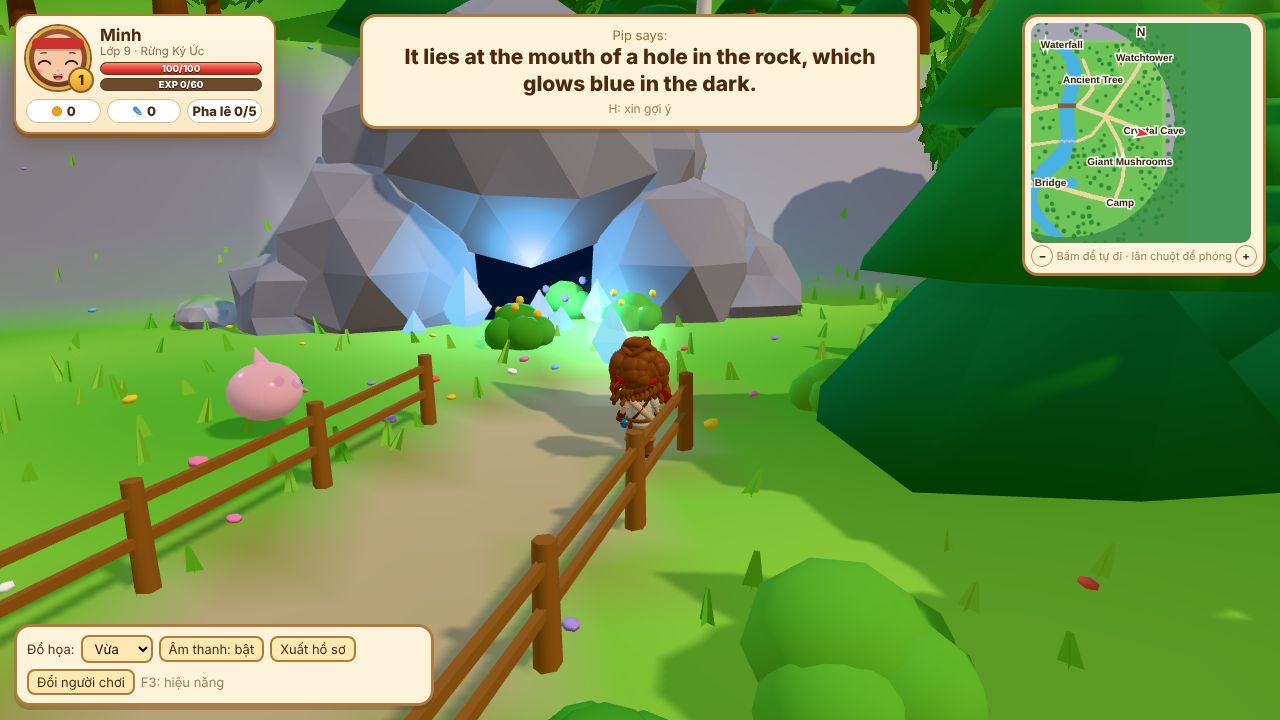 Minh
Lớp 9 · Rừng Ký Ức
100/100
EXP 0/60
1
0
0
Pha lê 0/5
Pip says:
It lies at the mouth of a hole in the rock, which
glows blue in the dark.
H: xin gợi ý
N
Waterfall
Watchtower
Ancient Tree
Crystal Cave
Giant Mushrooms
Bridge
Camp
− Bấm để tự đi · lăn chuột để phóng +
Đồ họa: Vừa Âm thanh: bật Xuất hồ sơ
Đổi người chơi F3: hiệu năng